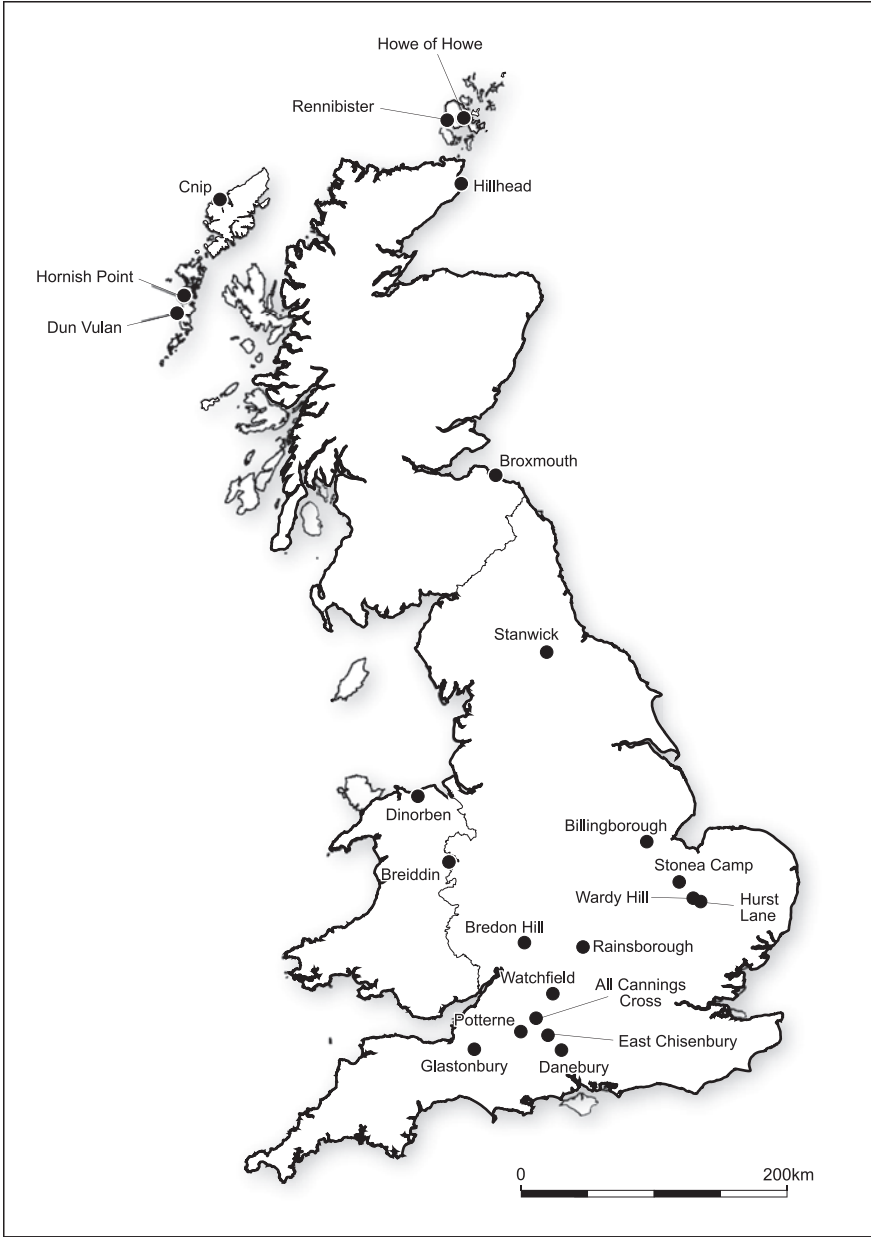 Howe of Howe
Rennibister
Cnip
Hillhead
Hornish Point
Dun Vulan
Broxmouth
Stanwick
Dinorben
Billingborough
Breiddin
Stonea Camp
Wardy Hill
Hurst
Lane
Bredon Hill
Rainsborough
Watchfield
All Cannings
Cross
Potterne
East Chisenbury
Glastonbury
Danebury
0
200km